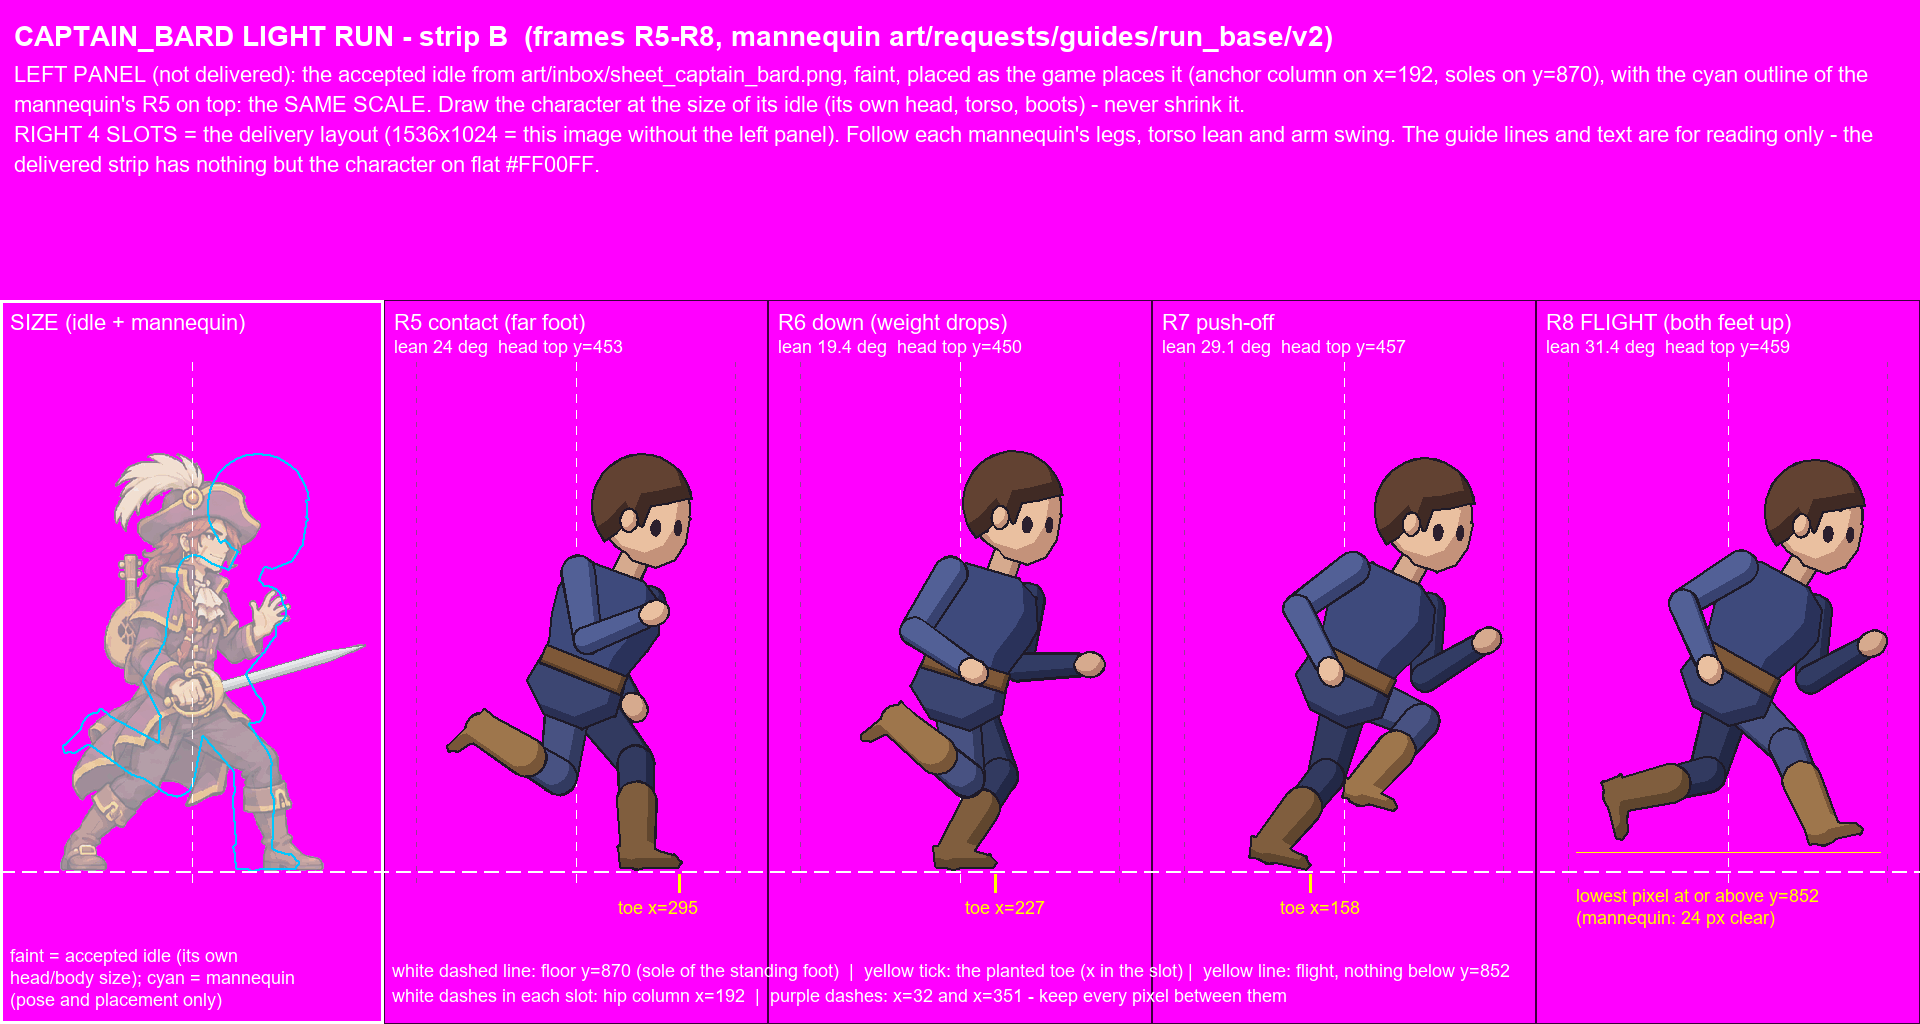 CAPTAIN_BARD LIGHT RUN - strip B  (frames R5-R8, mannequin art/requests/guides/run_base/v2)
LEFT PANEL (not delivered): the accepted idle from art/inbox/sheet_captain_bard.png, faint, placed as the game places it (anchor column on x=192, soles on y=870), with the cyan outline of the
mannequin's R5 on top: the SAME SCALE. Draw the character at the size of its idle (its own head, torso, boots) - never shrink it.
RIGHT 4 SLOTS = the delivery layout (1536x1024 = this image without the left panel). Follow each mannequin's legs, torso lean and arm swing. The guide lines and text are for reading only - the
delivered strip has nothing but the character on flat #FF00FF.
SIZE (idle + mannequin)
R5 contact (far foot)
lean 24 deg  head top y=453
R6 down (weight drops)
lean 19.4 deg  head top y=450
R7 push-off
lean 29.1 deg  head top y=457
R8 FLIGHT (both feet up)
lean 31.4 deg  head top y=459
toe x=295
toe x=227
toe x=158
lowest pixel at or above y=852
(mannequin: 24 px clear)
faint = accepted idle (its own
head/body size); cyan = mannequin
(pose and placement only)
white dashed line: floor y=870 (sole of the standing foot)  |  yellow tick: the planted toe (x in the slot) |  yellow line: flight, nothing below y=852
white dashes in each slot: hip column x=192  |  purple dashes: x=32 and x=351 - keep every pixel between them